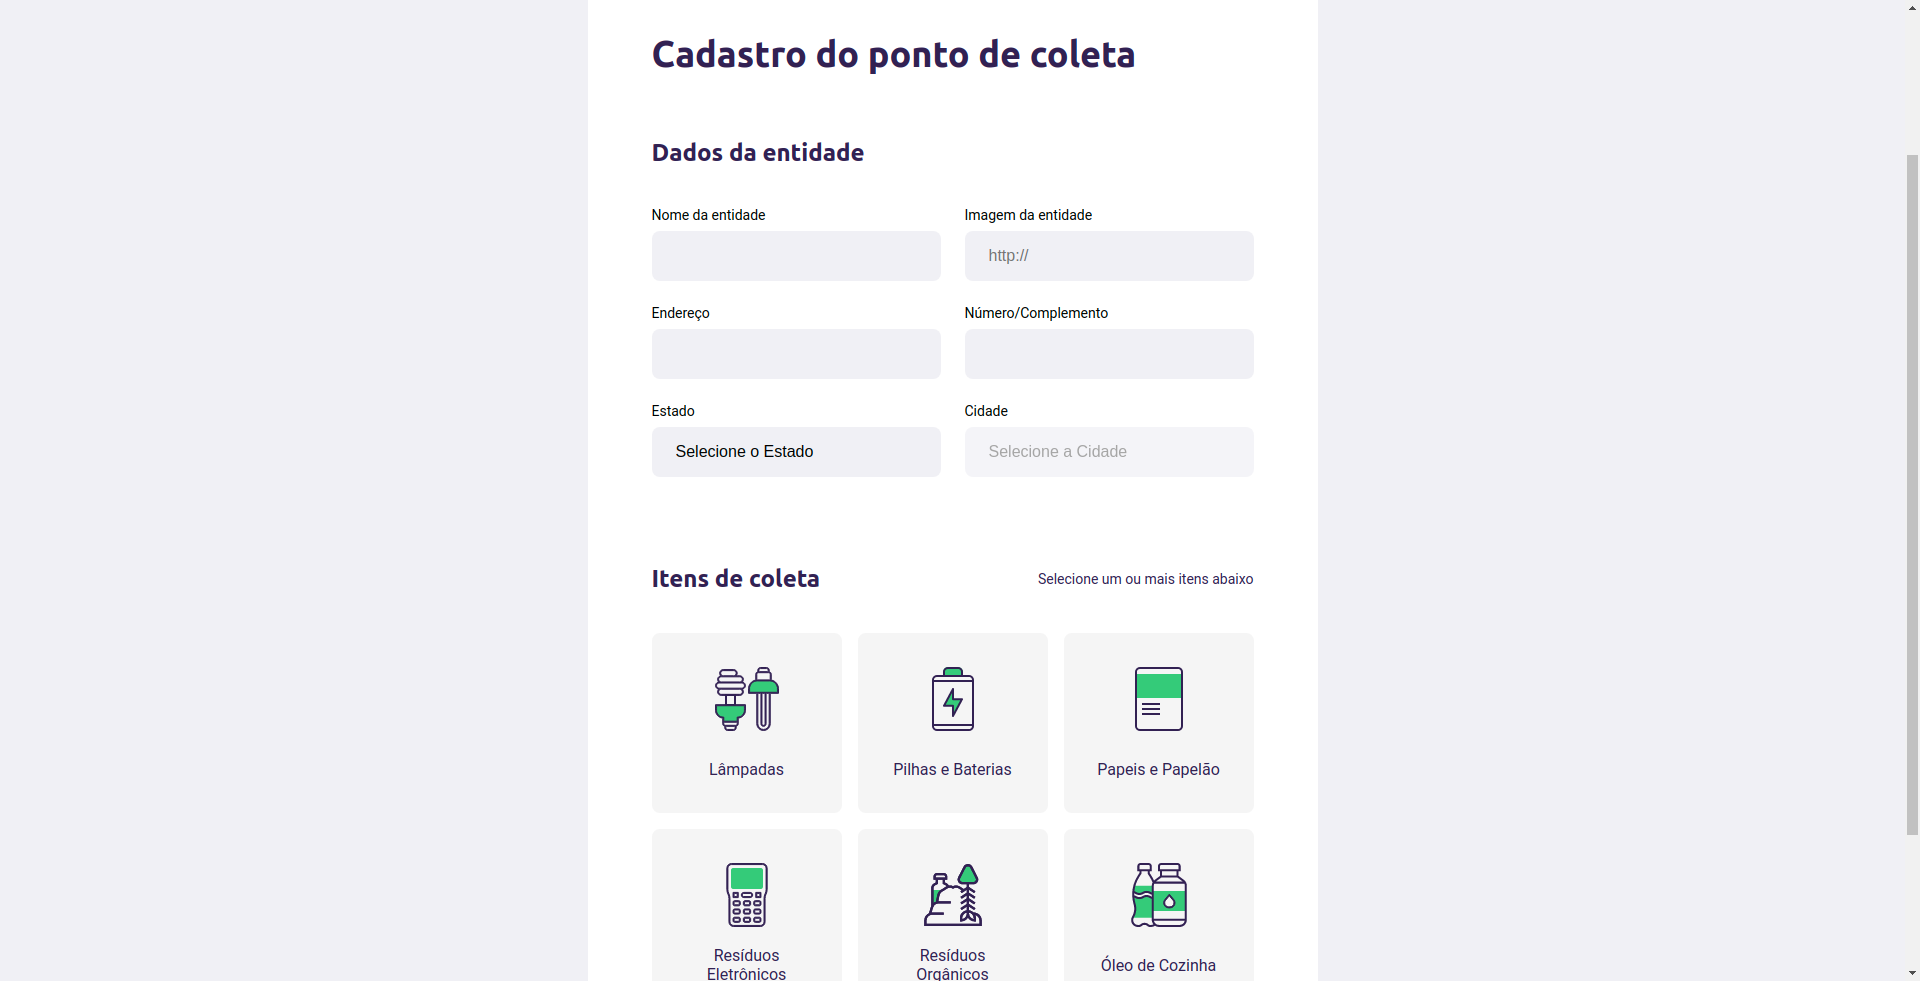 Cadastro do ponto de coleta
Dados da entidade
Nome da entidade
Imagem da entidade
http://
Endereço
Número/Complemento
Estado
Cidade
Selecione o Estado
Selecione a Cidade
Itens de coleta
Selecione um ou mais itens abaixo
Lâmpadas
Pilhas e Baterias
Papeis e Papelão
Resíduos
Eletrônicos
Resíduos
Orgânicos
Óleo de Cozinha